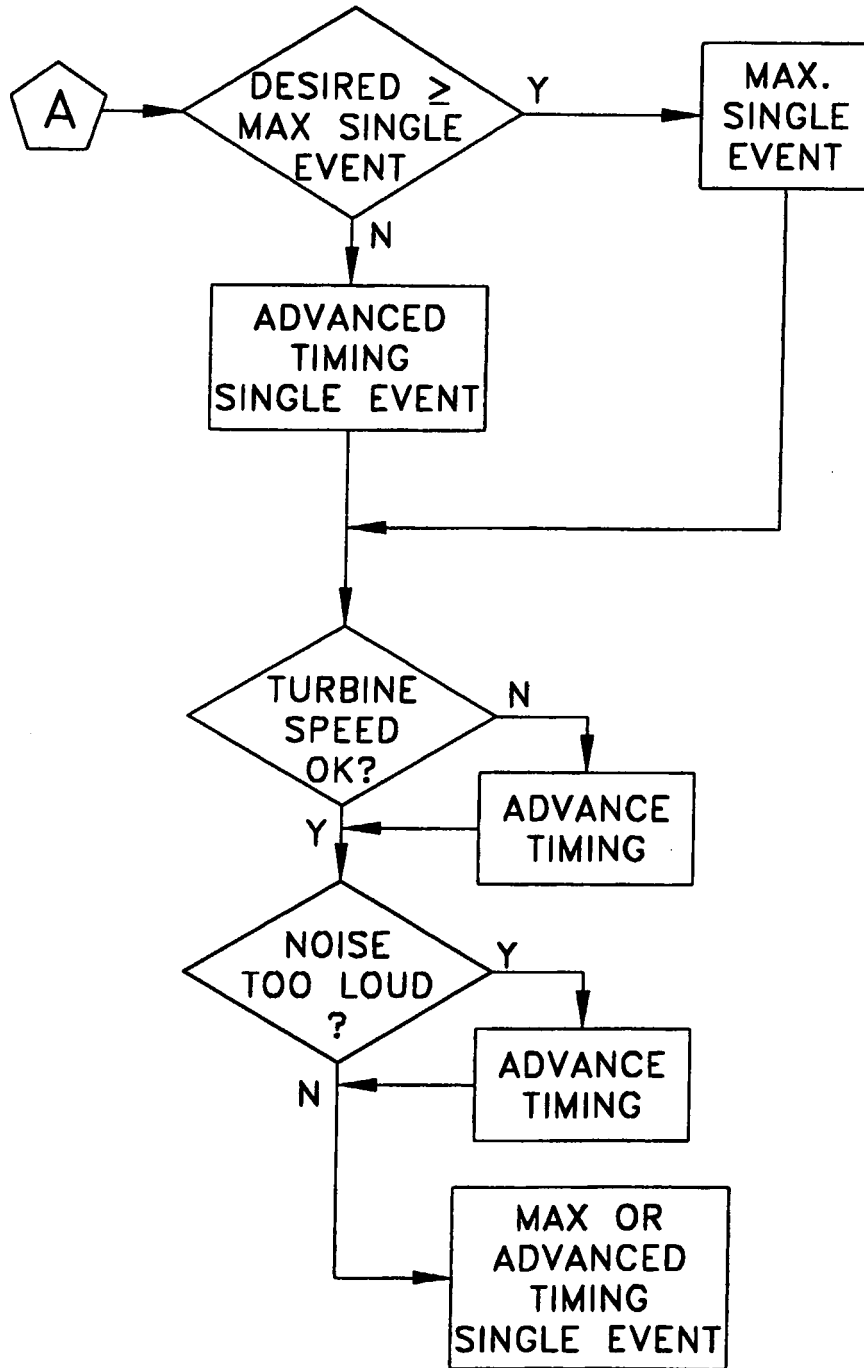 A
DESIRED ≥
MAX SINGLE
EVENT
Y
MAX.
SINGLE
EVENT
N
ADVANCED
TIMING
SINGLE EVENT
TURBINE
SPEED
OK?
N
ADVANCE
TIMING
Y
NOISE
TOO LOUD
?
Y
ADVANCE
TIMING
N
MAX OR
ADVANCED
TIMING
SINGLE EVENT